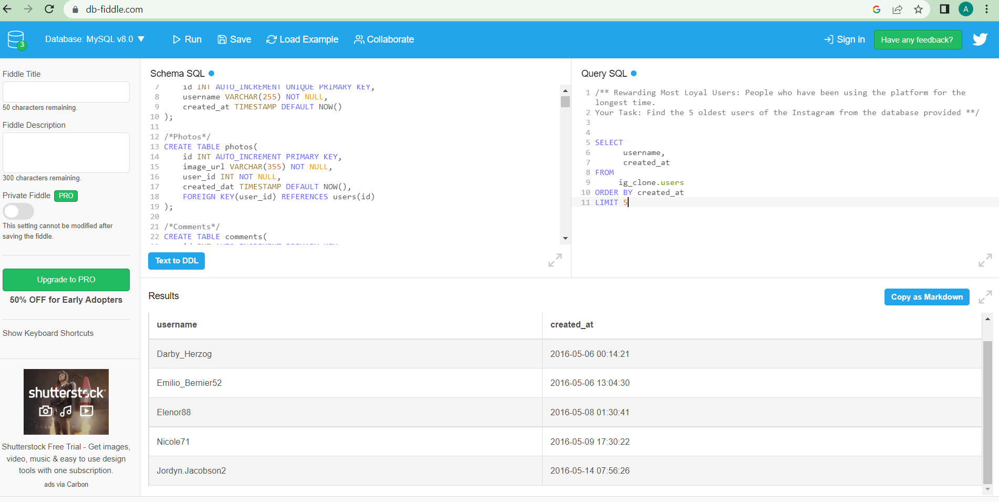 db-fiddle.com
A
3
Database: MySQL v8.0 ▼
Run
Save
Load Example
Collaborate
Sign in
Have any feedback?
Fiddle Title
50 characters remaining.
Fiddle Description
300 characters remaining.
Private Fiddle PRO
This setting cannot be modified after
saving the fiddle.
Upgrade to PRO
50% OFF for Early Adopters
Show Keyboard Shortcuts
shutterstock
Shutterstock Free Trial - Get images,
video, music & easy to use design
tools with one subscription.
ads via Carbon
Schema SQL
7 id INT AUTO_INCREMENT UNIQUE PRIMARY KEY,
8 username VARCHAR(255) NOT NULL,
9 created_at TIMESTAMP DEFAULT NOW()
10 );
11
12 /*Photos*/
13 CREATE TABLE photos(
14 id INT AUTO_INCREMENT PRIMARY KEY,
15 image_url VARCHAR(355) NOT NULL,
16 user_id INT NOT NULL,
17 created_dat TIMESTAMP DEFAULT NOW(),
18 FOREIGN KEY(user_id) REFERENCES users(id)
19 );
20
21 /*Comments*/
22 CREATE TABLE comments(
Text to DDL
Query SQL
1 /** Rewarding Most Loyal Users: People who have been using the platform for the
longest time.
2 Your Task: Find the 5 oldest users of the Instagram from the database provided **/
3
4
5 SELECT
6 username,
7 created_at
8 FROM
9 ig_clone.users
10 ORDER BY created_at
11 LIMIT 5
Results
Copy as Markdown
username created_at
Darby_Herzog 2016-05-06 00:14:21
Emilio_Bernier52 2016-05-06 13:04:30
Elenor88 2016-05-08 01:30:41
Nicole71 2016-05-09 17:30:22
Jordyn.Jacobson2 2016-05-14 07:56:26